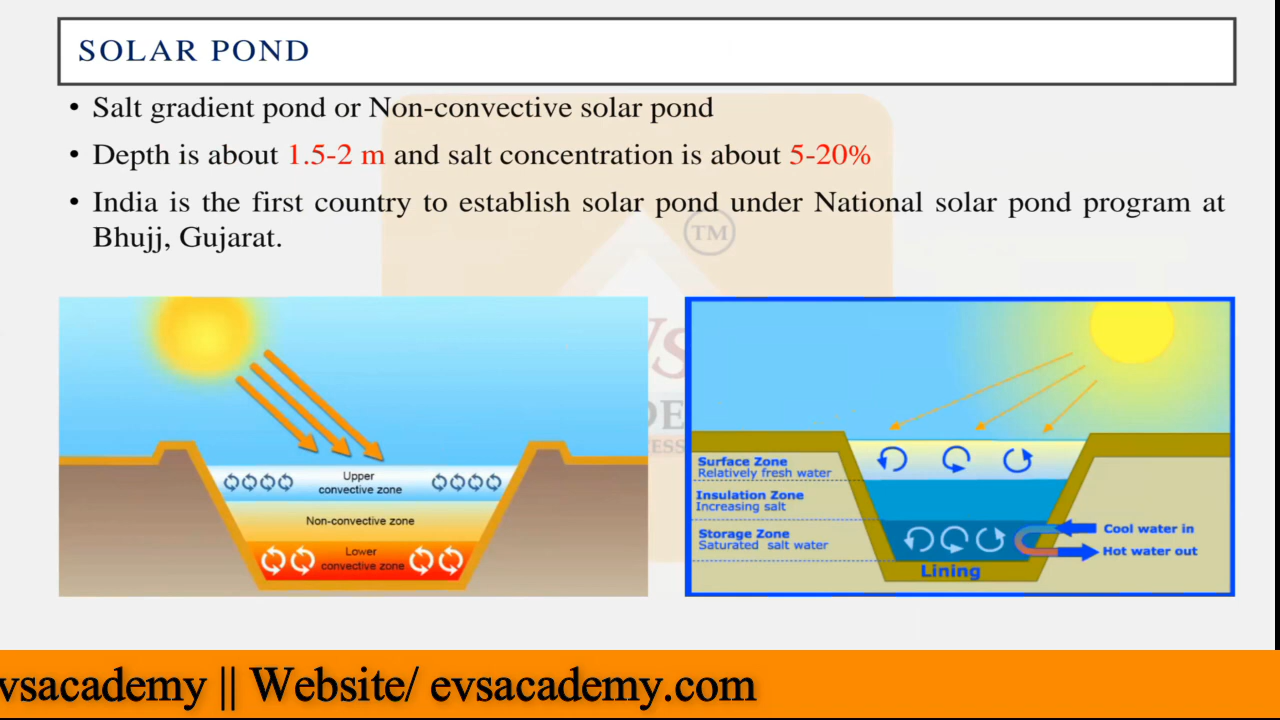 SOLAR POND
• Salt gradient pond or Non-convective solar pond
• Depth is about 1.5-2 m and salt concentration is about 5-20%
• India is the first country to establish solar pond under National solar pond program at
Bhujj, Gujarat.
TM
Upper
convective zone
Non-convective zone
Lower
convective zone
Surface Zone
Relatively fresh water
Insulation Zone
Increasing salt
Storage Zone
Saturated salt water
Cool water in
Hot water out
Lining
vsacademy || Website/ evsacademy.com